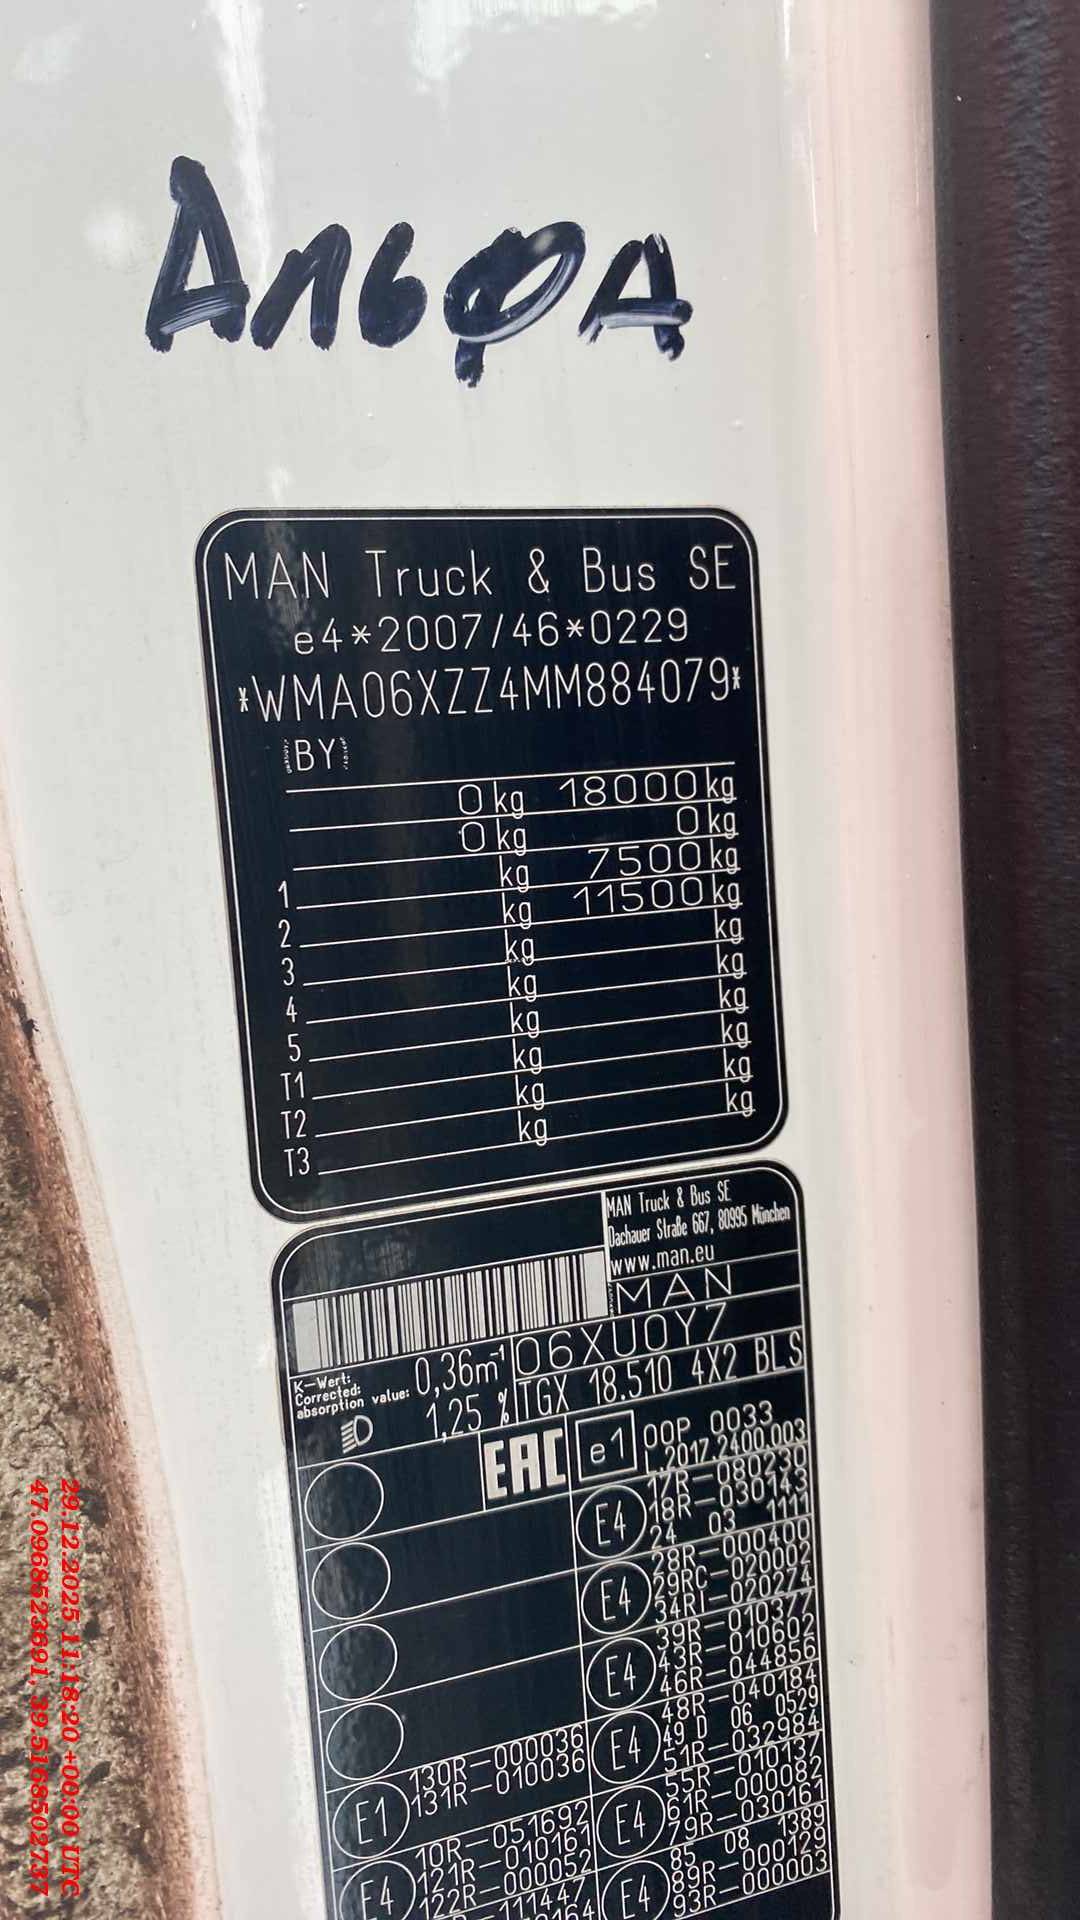 Альфа
MAN Truck & Bus SE
e4*2007/46*0229
*WMA06XZZ4MM884079*
BY
0 kg 18000 kg
0 kg 0 kg
1 kg 7500 kg
2 kg 11500 kg
3 kg kg
4 kg kg
5 kg kg
T1 kg kg
T2 kg kg
T3 kg kg
MAN Truck & Bus SE
Dachauer Straße 667, 80995 München
www.man.eu
MAN
06XU0Y7
TGX 18.510 4X2 BLS
K-Wert:
Corrected:
absorption value:
0,36m⁻¹
1,25 %
EAC
e1
00P 0033
2017.2400.003
17R-080230
E4
18R-030143
24 03 1111
28R-000400
E4
29RC-020002
34RI-020274
39R-010377
E4
43R-010602
46R-044856
48R-040184
E4
49 D 06 0529
51R-032984
55R-010137
E4
61R-000082
79R-030161
85 08 1389
E4
89R-000129
93R-000003
E1
130R-000036
131R-010036
E4
10R-051692
121R-010161
122R-000052
29.12.2025 11:18:20 +00:00 UTC
47.0968523691, 39.5168502737